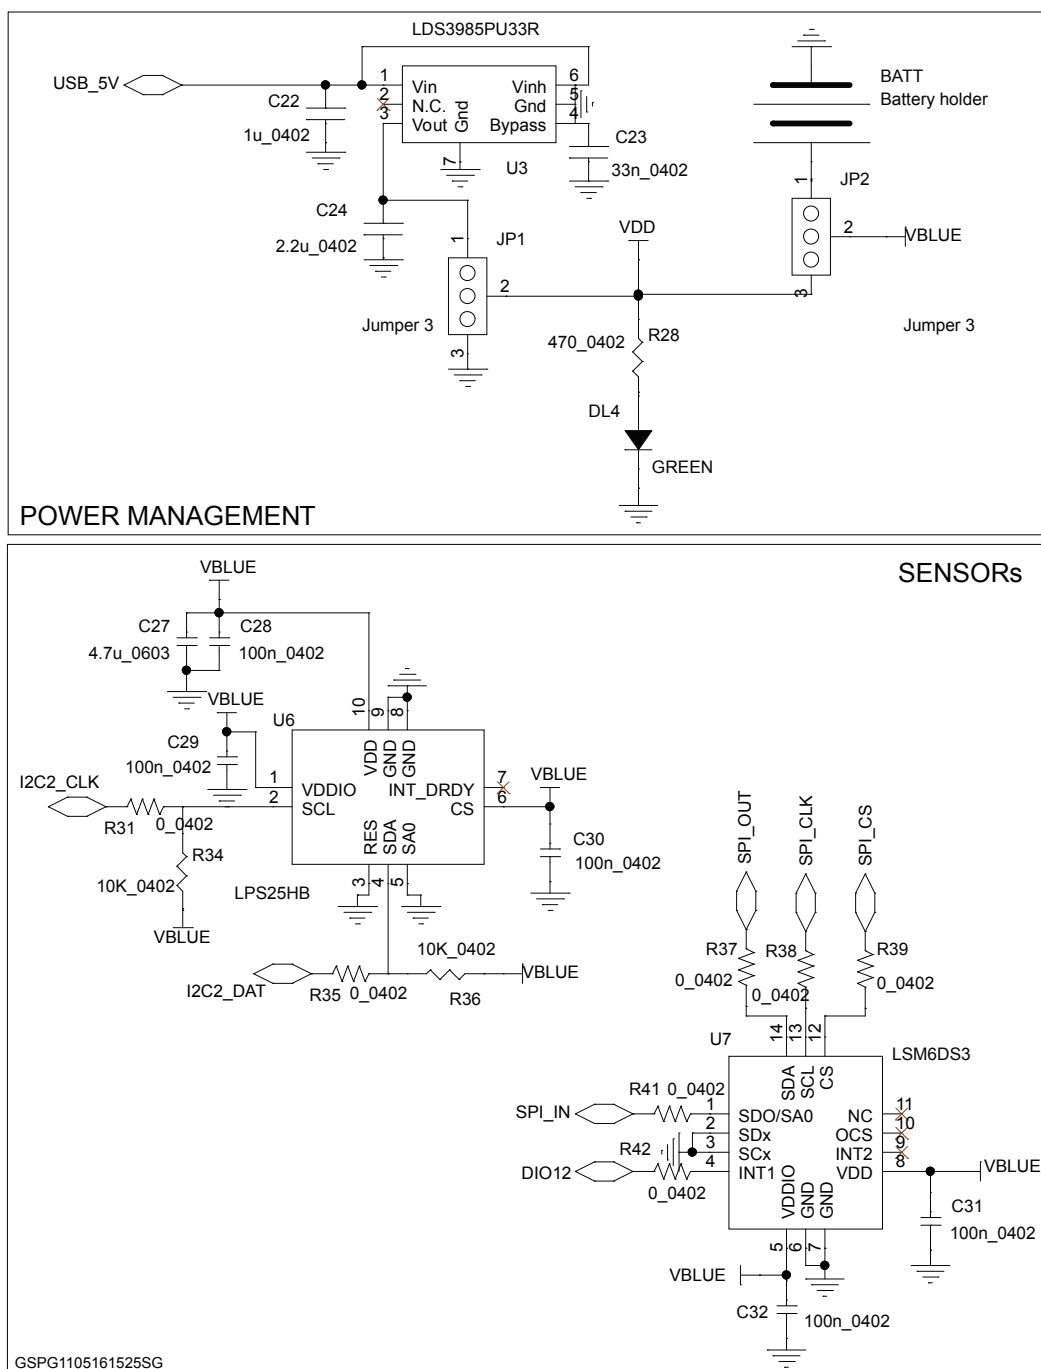 LDS3985PU33R
USB_5V
1
Vin
2
N.C.
3
Vout
Gnd
7
Vinh
6
Gnd
5
Bypass
4
U3
C22
1u_0402
C23
33n_0402
C24
2.2u_0402
BATT
Battery holder
1
JP2
2
VBLUE
3
Jumper 3
VDD
1
JP1
2
Jumper 3
3
470_0402
R28
DL4
GREEN
POWER MANAGEMENT
SENSORs
VBLUE
C27
4.7u_0603
C28
100n_0402
VBLUE
C29
100n_0402
U6
10
9
8
VDD
GND
GND
1
VDDIO
2
SCL
INT_DRDY
7
CS
6
RES
SDA
SA0
3
4
5
LPS25HB
I2C2_CLK
R31
0_0402
R34
10K_0402
VBLUE
VBLUE
C30
100n_0402
I2C2_DAT
R35
0_0402
10K_0402
R36
VBLUE
SPI_OUT
SPI_CLK
SPI_CS
R37
0_0402
R38
0_0402
R39
0_0402
U7
14
13
12
LSM6DS3
SDA
SCL
CS
SPI_IN
R41
0_0402
1
SDO/SA0
2
SDx
3
SCx
4
INT1
R42
DIO12
0_0402
NC
11
OCS
10
INT2
9
VDD
8
VBLUE
C31
100n_0402
VDDIO
GND
GND
5
6
7
VBLUE
C32
100n_0402
GSPG1105161525SG